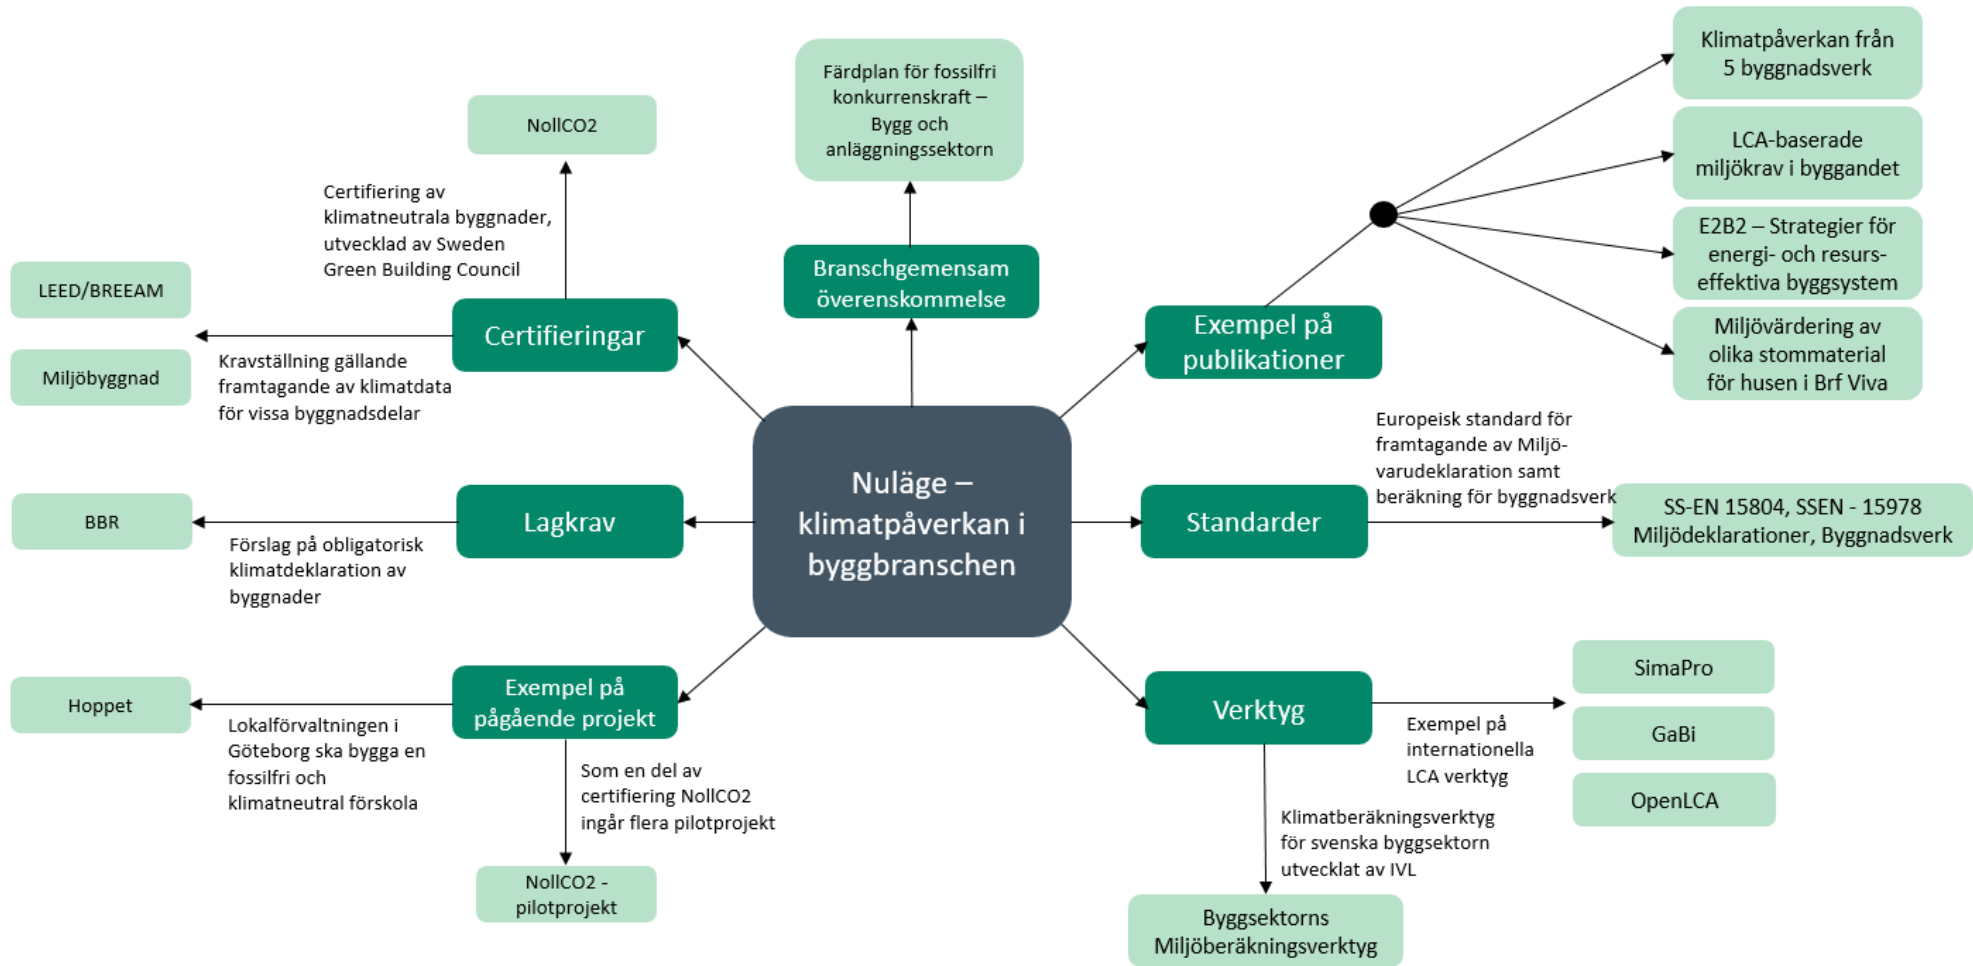 Klimatpåverkan från
5 byggnadsverk
Färdplan för fossilfri
konkurrenskraft –
Bygg och
anläggningssektorn
NollCO2
LCA-baserade
miljökrav i byggandet
Certifiering av
klimatneutrala byggnader,
utvecklad av Sweden
Green Building Council
E2B2 – Strategier för
energi- och resurs-
effektiva byggsystem
Branschgemensam
överenskommelse
LEED/BREEAM
Certifieringar
Exempel på
publikationer
Miljövärdering av
olika stommaterial
för husen i Brf Viva
Miljöbyggnad
Kravställning gällande
framtagande av klimatdata
för vissa byggnadsdelar
Europeisk standard för
framtagande av Miljö-
varudeklaration samt
beräkning för byggnadsverk
Nuläge –
klimatpåverkan i
byggbranschen
BBR
Lagkrav
Standarder
SS-EN 15804, SSEN - 15978
Miljödeklarationer, Byggnadsverk
Förslag på obligatorisk
klimatdeklaration av
byggnader
Hoppet
Exempel på
pågående projekt
Verktyg
SimaPro
GaBi
OpenLCA
Lokalförvaltningen i
Göteborg ska bygga en
fossilfri och
klimatneutral förskola
Exempel på
internationella
LCA verktyg
Som en del av
certifiering NollCO2
ingår flera pilotprojekt
Klimatberäkningsverktyg
för svenska byggsektorn
utvecklat av IVL
NollCO2 -
pilotprojekt
Byggsektorns
Miljöberäkningsverktyg